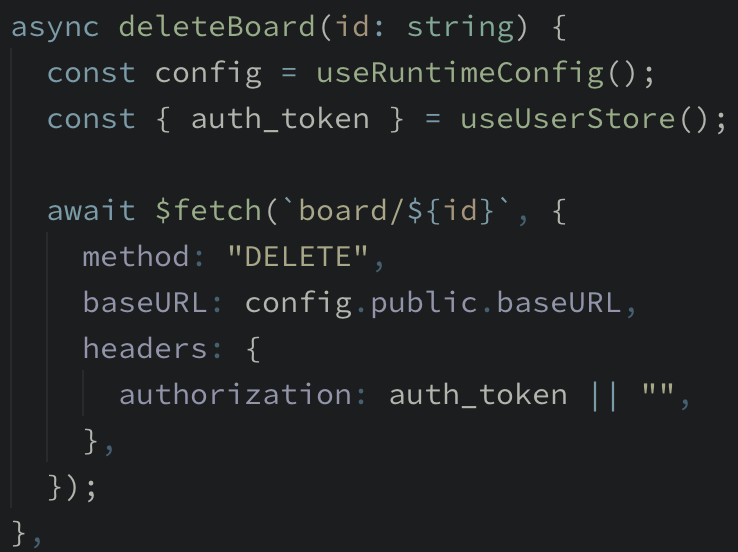 async deleteBoard(id: string) {
  const config = useRuntimeConfig();
  const { auth_token } = useUserStore();

  await $fetch(`board/${id}`, {
    method: "DELETE",
    baseURL: config.public.baseURL,
    headers: {
      authorization: auth_token || "",
    },
  });
},